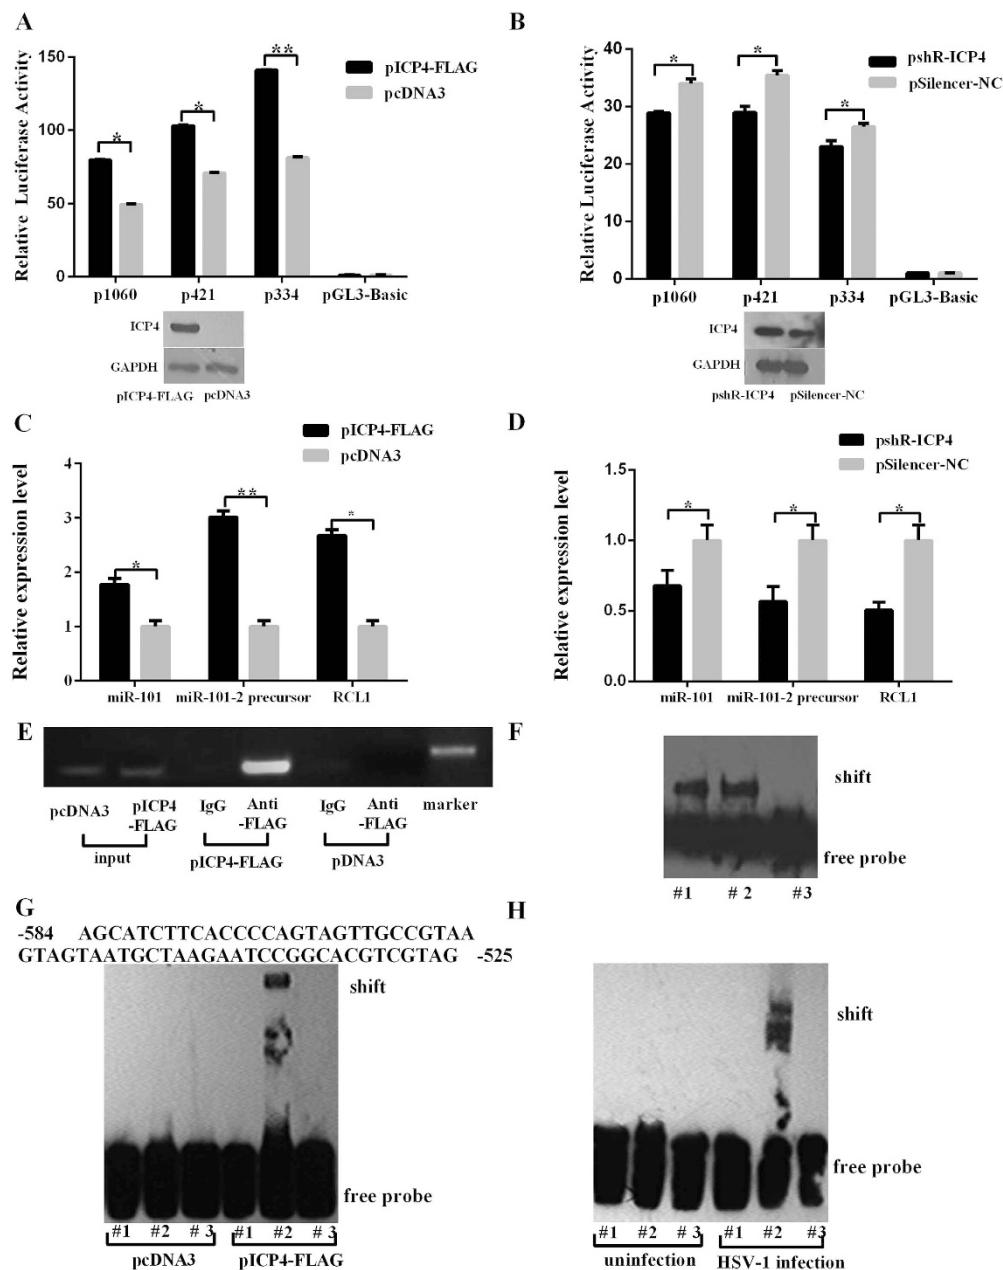 A
Relative Luciferase Activity
150
100
50
0
**
*
*
pICP4-FLAG
pcDNA3
p1060 p421 p334 pGL3-Basic
ICP4
GAPDH
pICP4-FLAG pcDNA3
B
Relative Luciferase Activity
40
30
20
10
0
*
*
*
pshR-ICP4
pSilencer-NC
p1060 p421 p334 pGL3-Basic
ICP4
GAPDH
pshR-ICP4 pSilencer-NC
C
Relative expression level
4
3
2
1
0
*
**
*
pICP4-FLAG
pcDNA3
miR-101 miR-101-2 precursor RCL1
D
Relative expression level
1.5
1.0
0.5
0.0
*
*
*
pshR-ICP4
pSilencer-NC
miR-101 miR-101-2 precursor RCL1
E
pcDNA3 pICP4 IgG Anti IgG Anti marker
-FLAG -FLAG -FLAG
input pICP4-FLAG pDNA3
F
shift
free probe
#1 # 2 #3
G
-584 AGCATCTTCACCCCAGTAGTTGCCGTAA
GTAGTAATGCTAAGAATCCGGCACGTCGTAG -525
shift
free probe
#1 #2 # 3 #1 #2 # 3
pcDNA3 pICP4-FLAG
H
shift
free probe
#1 #2 # 3 #1 #2 #3
uninfection HSV-1 infection